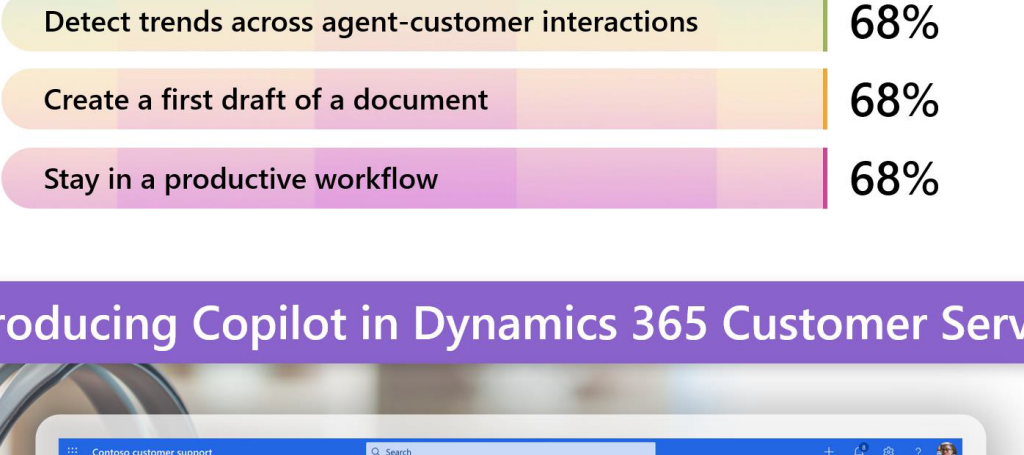 Detect trends across agent-customer interactions 68%
Create a first draft of a document 68%
Stay in a productive workflow 68%
roducing Copilot in Dynamics 365 Customer Serv
Contoso customer support Search